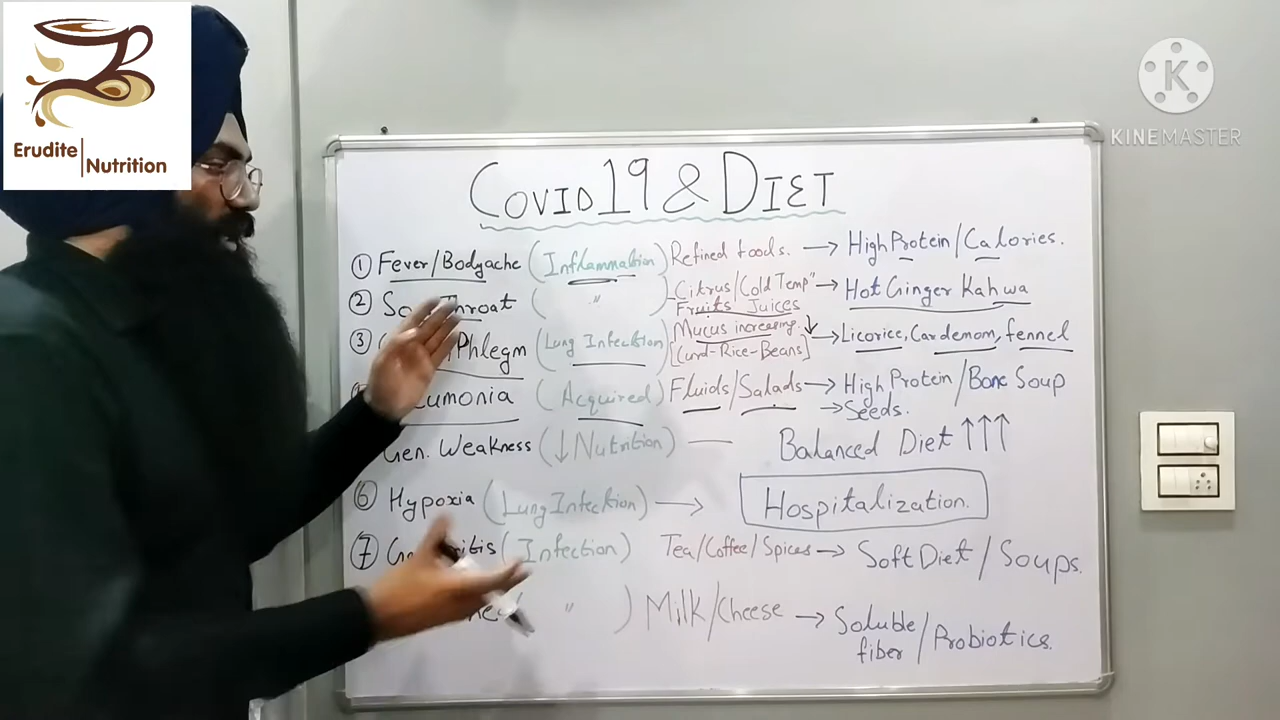 Erudite Nutrition
KINEMASTER
COVID 19 & DIET
① Fever/Bodyache (Inflammation) Refined foods. → High Protein/Calories.
② Throat ( " ) Citrus/Cold Temp" → Hot Ginger Kahwa
Fruits Juices
③ /Phlegm (Lung Infection) Mucus increasing ↓ → Licorice, Cardemom, fennel
[Curd-Rice-Beans]
(Acquired) Fluids/Salads → High Protein/Bone Soup
→ Seeds.
Gen. Weakness (↓Nutrition) — Balanced Diet ↑↑↑
⑥ Hypoxia (Lung Infection) → Hospitalization.
⑦ (Infection) Tea/Coffee/Spices → Soft Diet/Soups.
" ) Milk/Cheese → Soluble fiber/Probiotics.